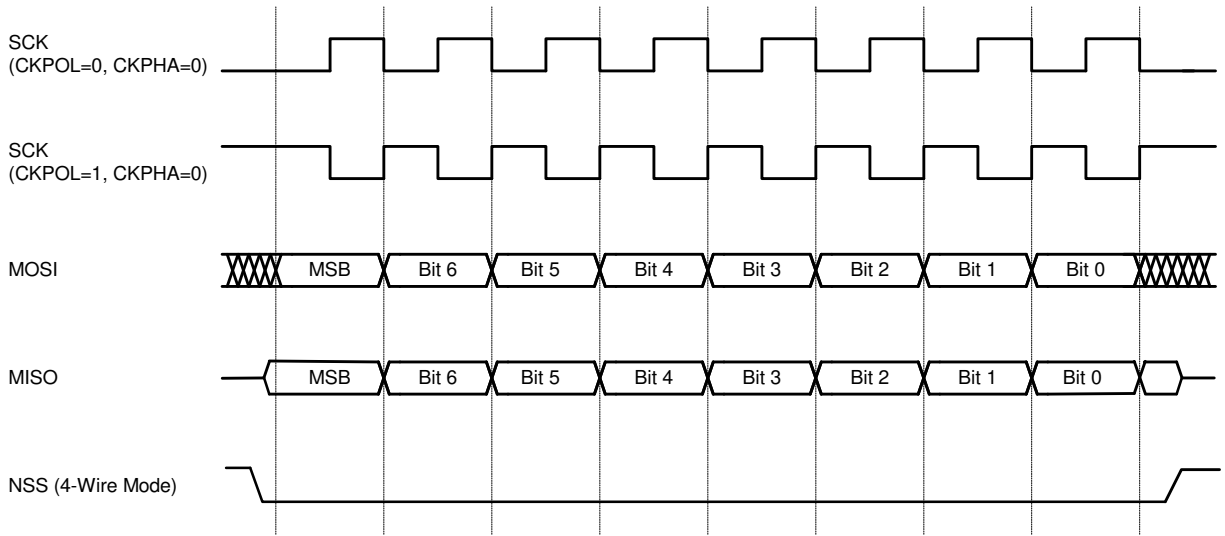 SCK
(CKPOL=0, CKPHA=0)
SCK
(CKPOL=1, CKPHA=0)
MOSI MSB Bit 6 Bit 5 Bit 4 Bit 3 Bit 2 Bit 1 Bit 0
MISO MSB Bit 6 Bit 5 Bit 4 Bit 3 Bit 2 Bit 1 Bit 0
NSS (4-Wire Mode)